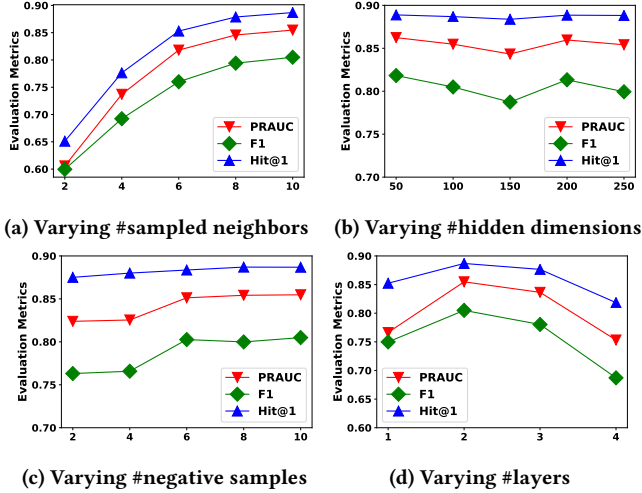 0.90
0.85
0.80
0.75
0.70
0.65
0.60
Evaluation Metrics
PRAUC
F1
Hit@1
2 4 6 8 10
(a) Varying #sampled neighbors
0.90
0.85
0.80
0.75
0.70
Evaluation Metrics
PRAUC
F1
Hit@1
50 100 150 200 250
(b) Varying #hidden dimensions
0.90
0.85
0.80
0.75
0.70
Evaluation Metrics
PRAUC
F1
Hit@1
2 4 6 8 10
(c) Varying #negative samples
0.90
0.85
0.80
0.75
0.70
0.65
0.60
Evaluation Metrics
PRAUC
F1
Hit@1
1 2 3 4
(d) Varying #layers